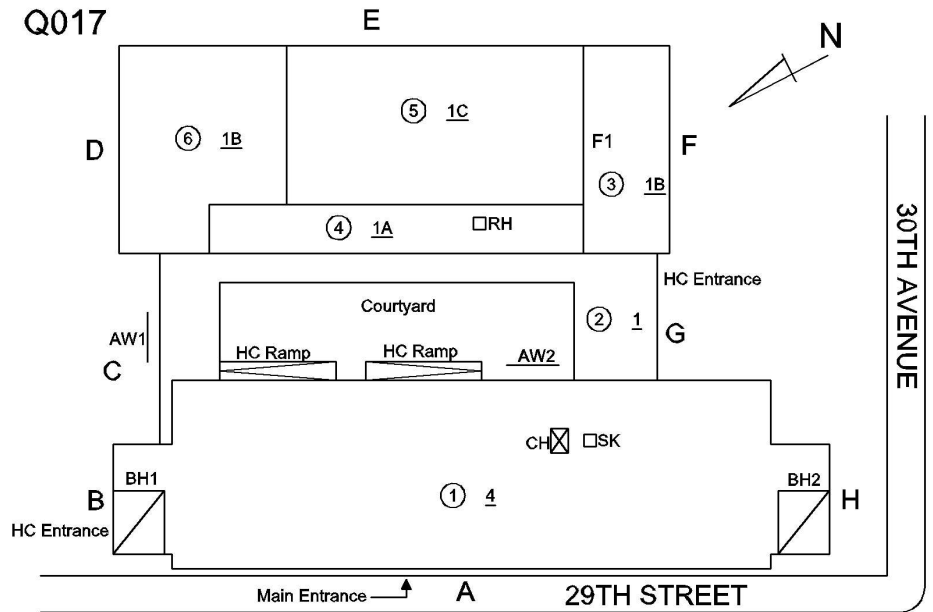 Q017
E
N
5 1C
6 1B
D
F1
F
3 1B
4 1A
RH
HC Entrance
Courtyard
2 1
G
AW1
HC Ramp
HC Ramp
AW2
C
CH
SK
BH1
BH2
B
1 4
H
HC Entrance
Main Entrance
A
29TH STREET
30TH AVENUE